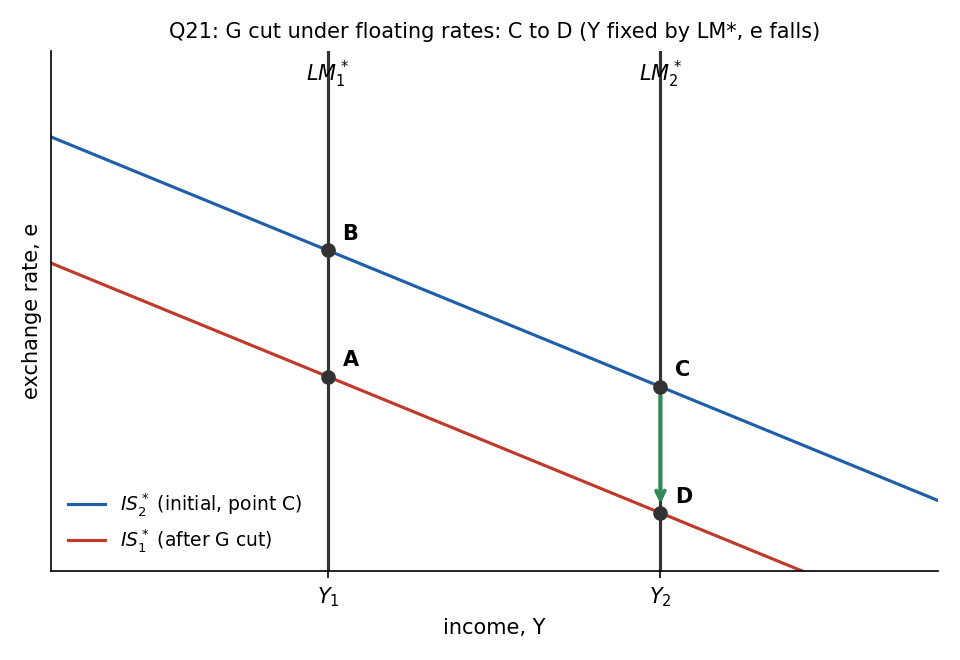 Q21: G cut under floating rates: C to D (Y fixed by LM*, e falls)
LM₁* LM₂*
B
A
C
D
exchange rate, e
IS₂* (initial, point C)
IS₁* (after G cut)
Y₁ Y₂
income, Y